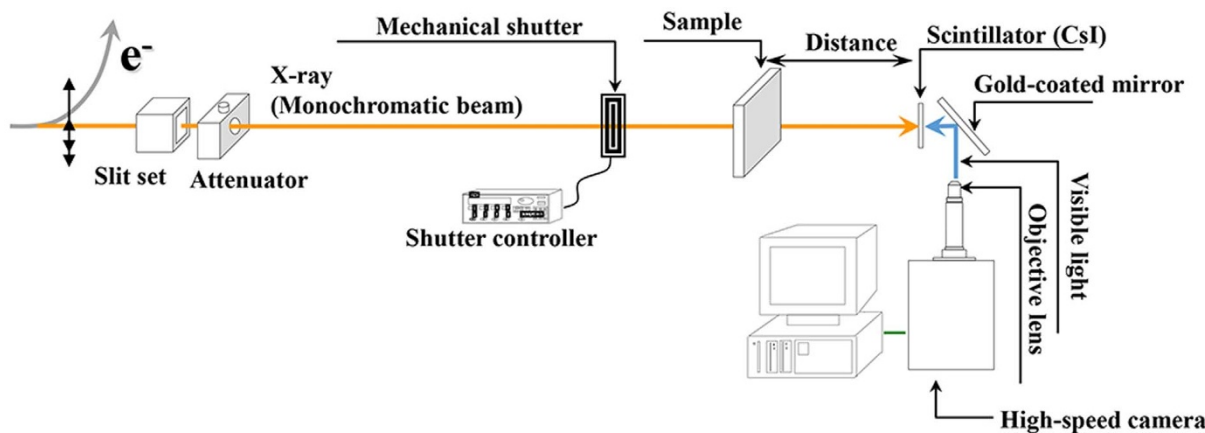 e-
Mechanical shutter
Sample
Distance
Scintillator (CsI)
Gold-coated mirror
X-ray
(Monochromatic beam)
Slit set
Attenuator
Shutter controller
Visible light
Objective lens
High-speed camera